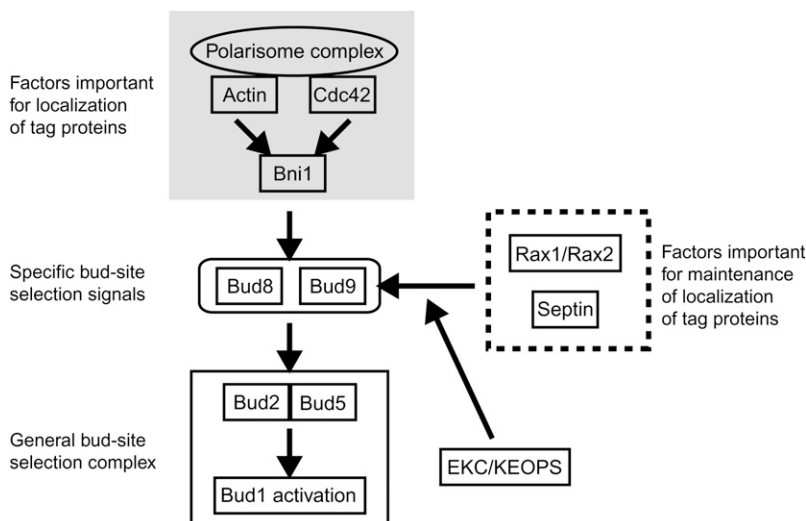 Polarisome complex
Factors important
for localization
of tag proteins
Actin
Cdc42
Bni1
Specific bud-site
selection signals
Bud8
Bud9
Rax1/Rax2
Septin
Factors important
for maintenance
of localization
of tag proteins
General bud-site
selection complex
Bud2
Bud5
Bud1 activation
EKC/KEOPS